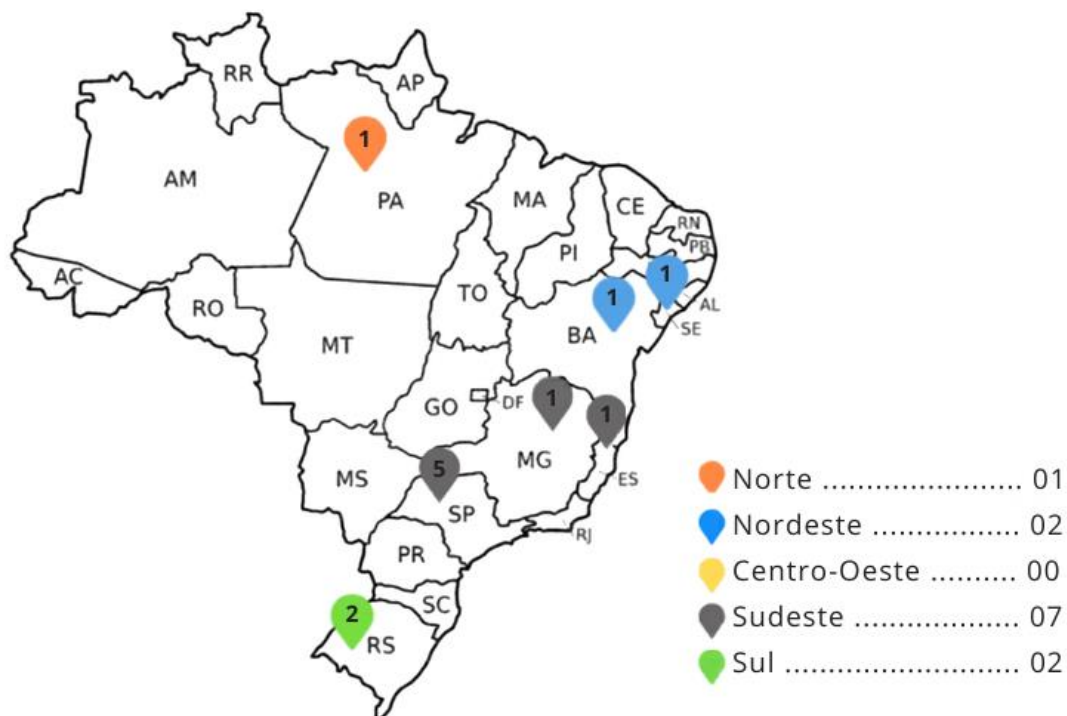 RR
AP
1
AM
PA
MA
CE
RN
PB
PI
AC
RO
TO
1
1
AL
SE
BA
MT
GO
DF
1
1
MS
5
MG
ES
SP
RJ
PR
SC
2
RS
Norte ........................ 01
Nordeste ................... 02
Centro-Oeste .......... 00
Sudeste .................... 07
Sul ............................ 02